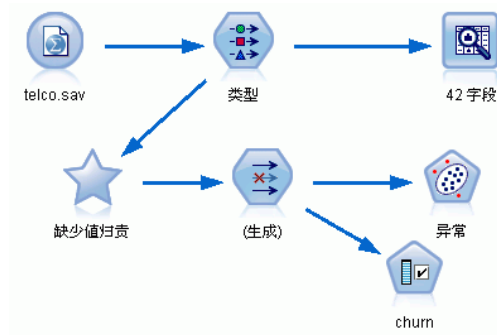 telco.sav
类型
42 字段
缺少值归责
(生成)
异常
churn